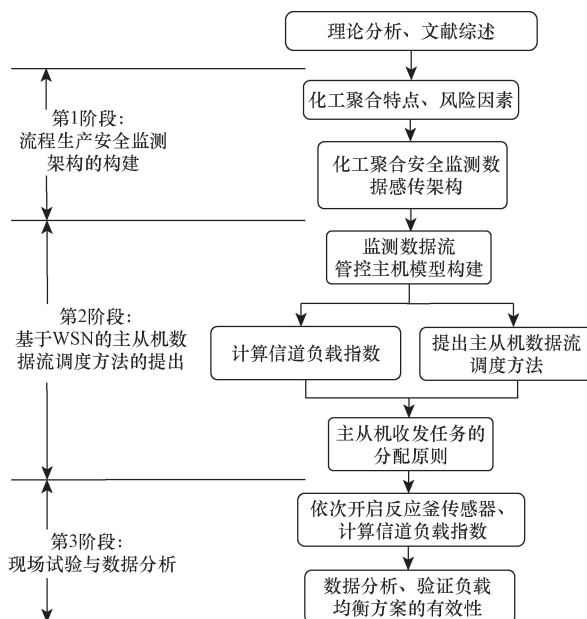 理论分析、文献综述
第1阶段:
流程生产安全监测
架构的构建
化工聚合特点、风险因素
化工聚合安全监测数
据感传架构
第2阶段:
基于WSN的主从机数
据流调度方法的提出
监测数据流
管控主机模型构建
计算信道负载指数
提出主从机数据流
调度方法
主从机收发任务的
分配原则
第3阶段:
现场试验与数据分析
依次开启反应釜传感器、
计算信道负载指数
数据分析、验证负载
均衡方案的有效性